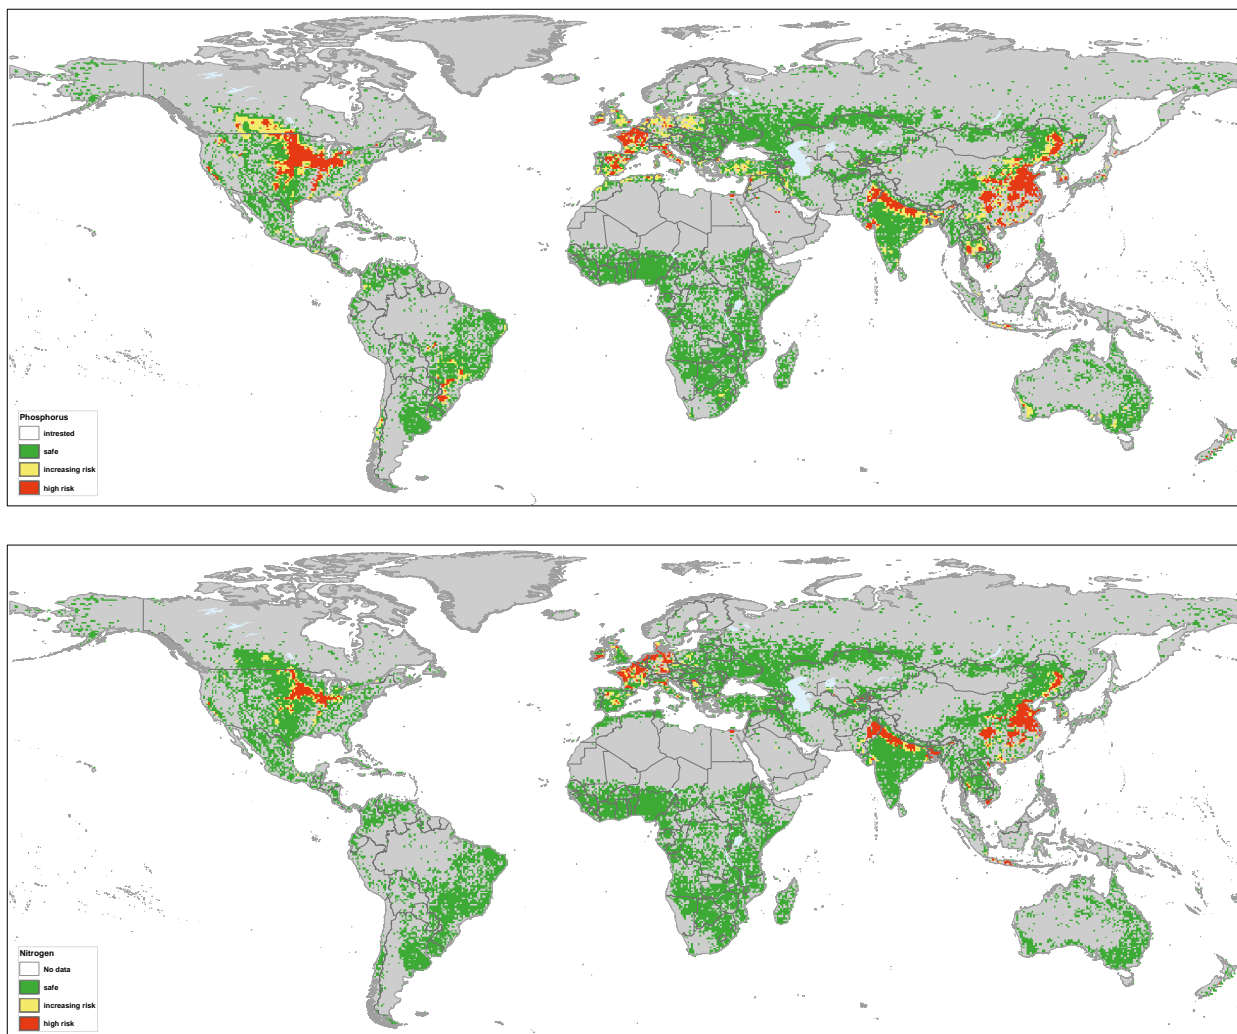 Phosphorus
intrested
safe
increasing risk
high risk
Nitrogen
No data
safe
increasing risk
high risk